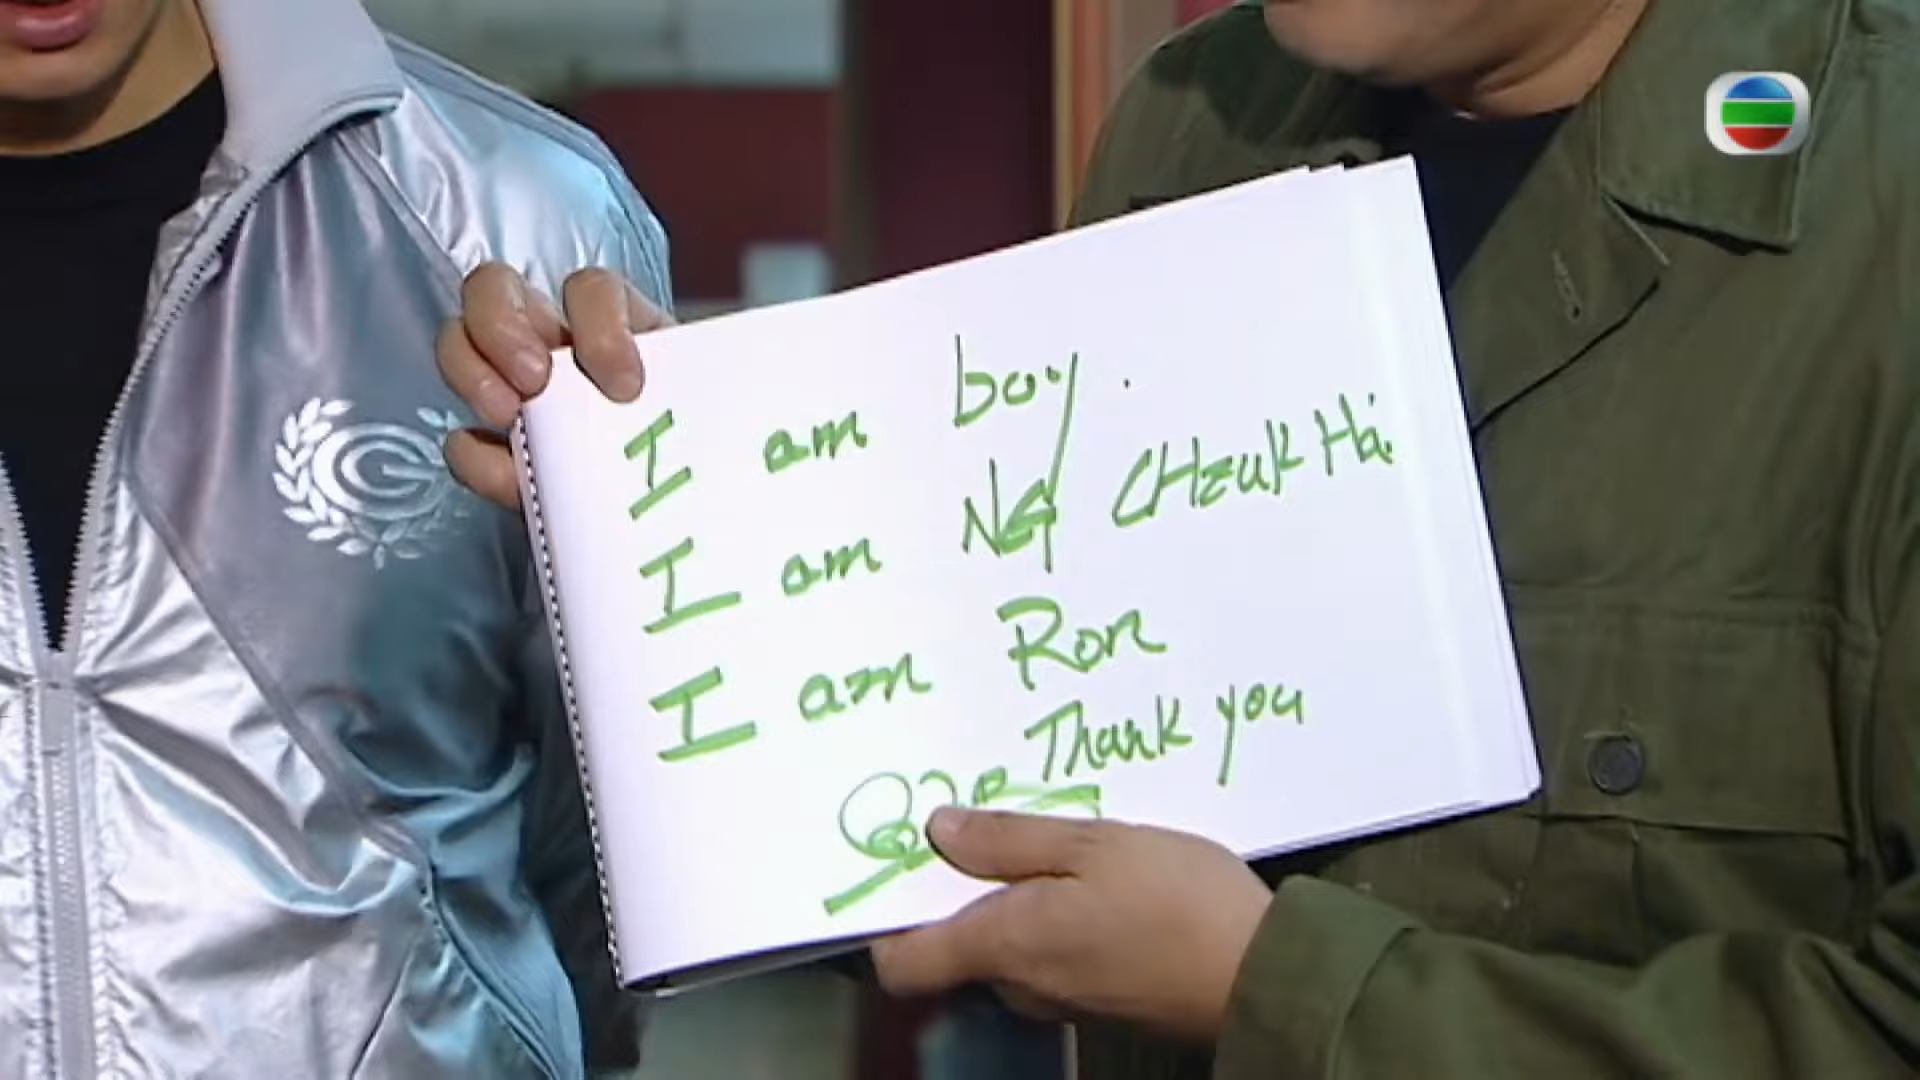 I am boy.
I am NG CHEUK Hai
I am Ron
Thank you